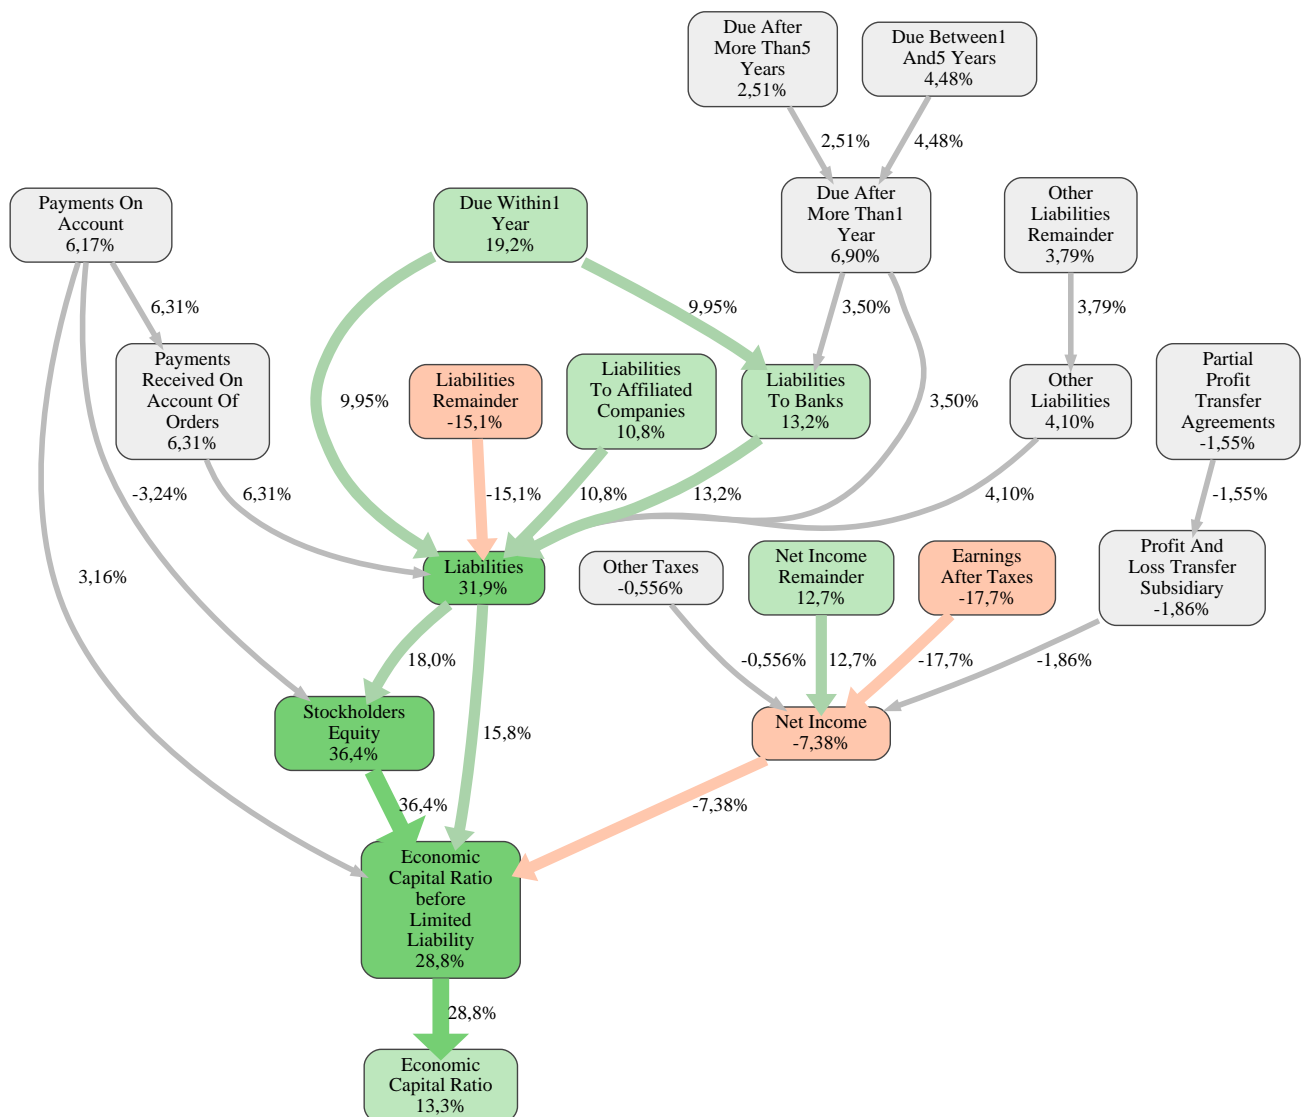 Due After
More Than5
Years
2,51%
Due Between1
And5 Years
4,48%
2,51%
4,48%
Payments On
Account
6,17%
Due Within1
Year
19,2%
Due After
More Than1
Year
6,90%
Other
Liabilities
Remainder
3,79%
6,31%
9,95%
3,50%
3,79%
Payments
Received On
Account Of
Orders
6,31%
9,95%
Liabilities
Remainder
-15,1%
Liabilities
To Affiliated
Companies
10,8%
Liabilities
To Banks
13,2%
3,50%
Other
Liabilities
4,10%
Partial
Profit
Transfer
Agreements
-1,55%
-3,24%
6,31%
-15,1%
10,8%
13,2%
4,10%
-1,55%
3,16%
Liabilities
31,9%
Other Taxes
-0,556%
Net Income
Remainder
12,7%
Earnings
After Taxes
-17,7%
Profit And
Loss Transfer
Subsidiary
-1,86%
18,0%
-0,556%
12,7%
-17,7%
-1,86%
Stockholders
Equity
36,4%
15,8%
Net Income
-7,38%
36,4%
-7,38%
Economic
Capital Ratio
before
Limited
Liability
28,8%
28,8%
Economic
Capital Ratio
13,3%